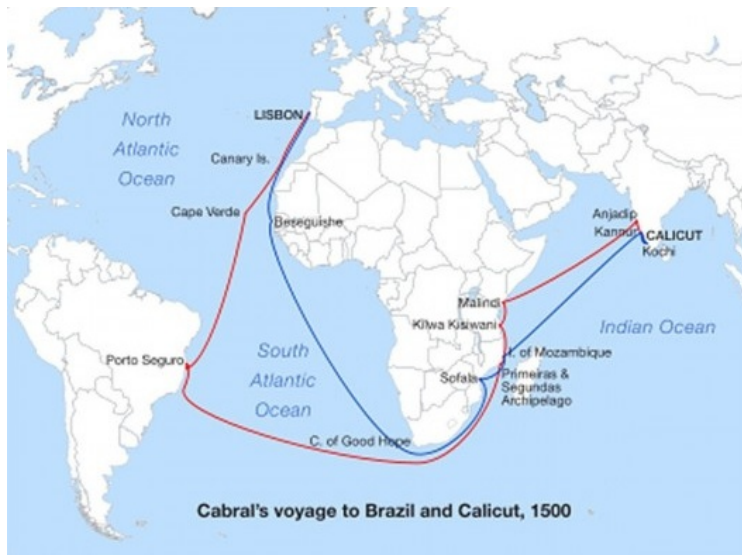 North
Atlantic
Ocean
LISBON
Canary Is.
Cape Verde
Beseguishe
Anjadip
Kannur
CALICUT
Kochi
Malindi
Kilwa Kisiwani
Indian Ocean
Porto Seguro
South
Atlantic
Ocean
I. of Mozambique
Sofala
Primeiras &
Segundas
Archipelago
C. of Good Hope
Cabral's voyage to Brazil and Calicut, 1500